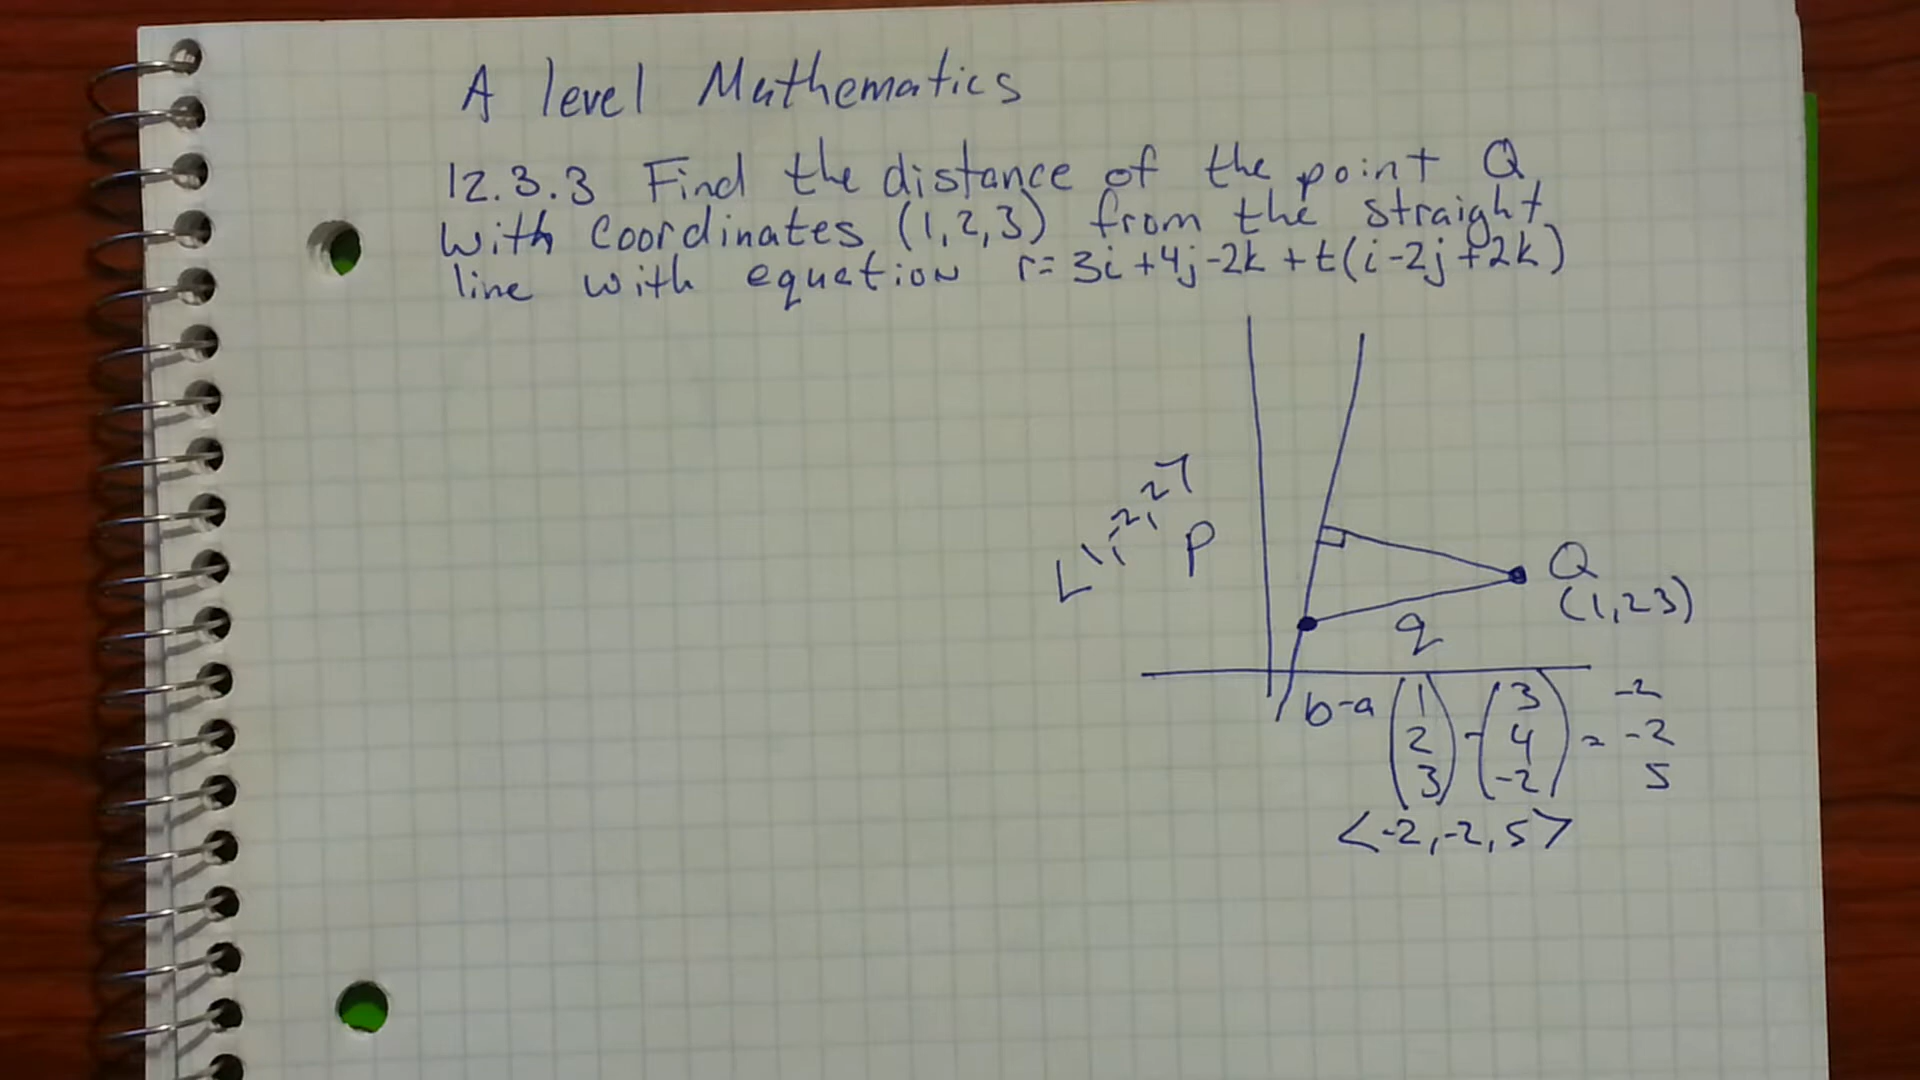 A level Mathematics
12.3.3 Find the distance of the point Q
with coordinates (1,2,3) from the straight
line with equation r=3i+4j-2k+t(i-2j+2k)
<1,-2,2>
p
Q
(1,23)
q
b-a (1 2 3) - (3 4 -2) = -2 -2 5
<-2,-2,5>